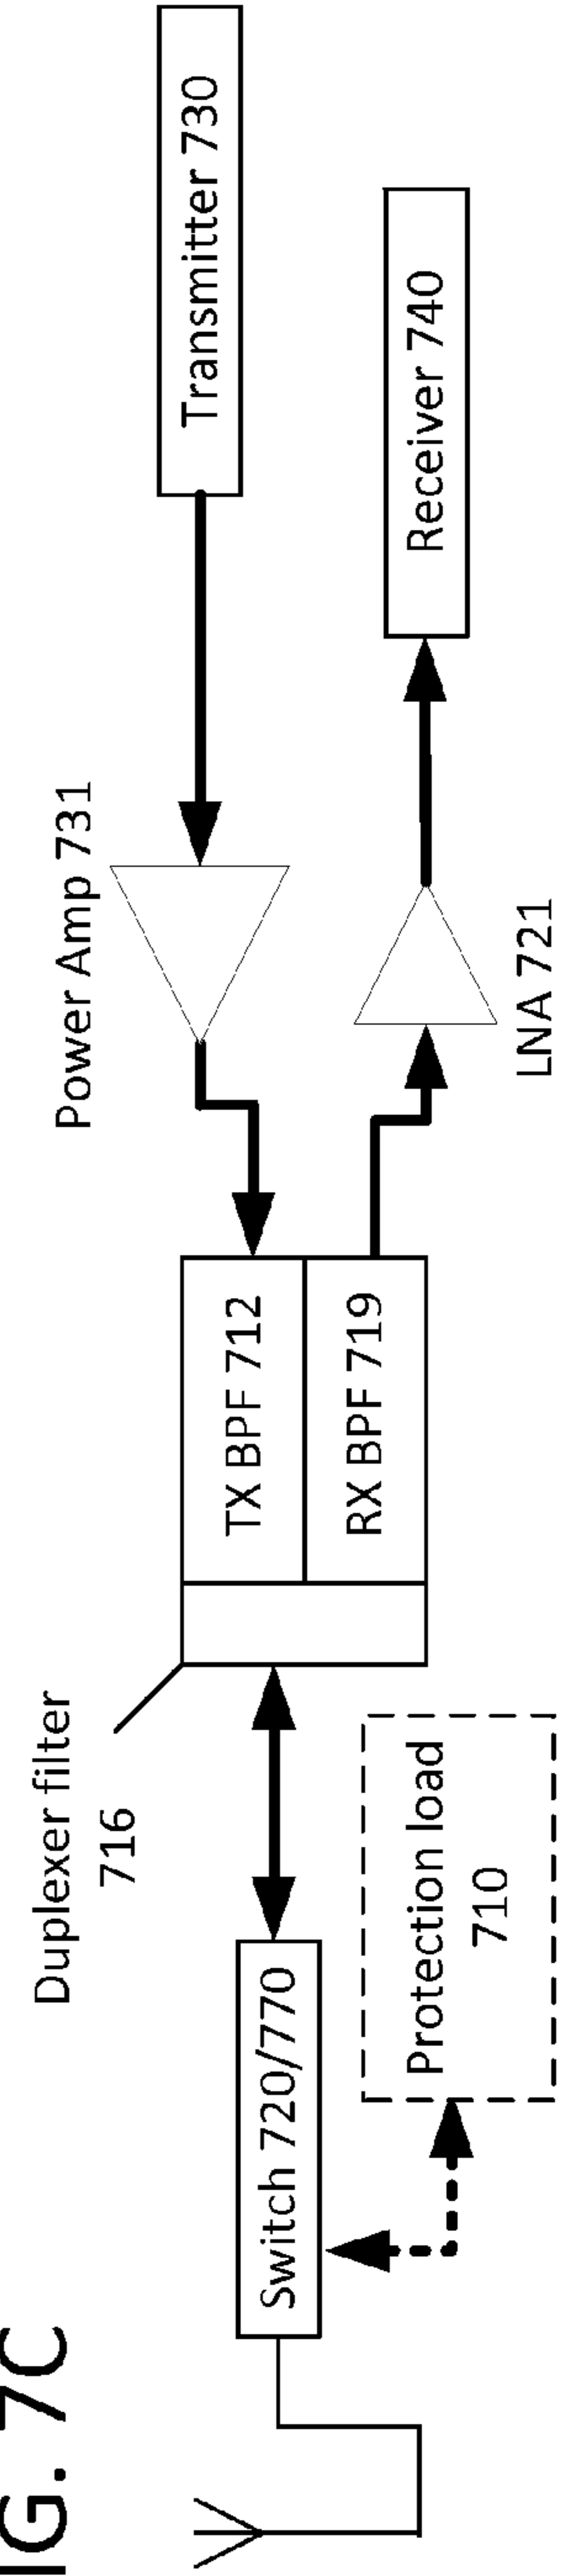 IG. 7C
Duplexer filter
716
Power Amp 731
Transmitter 730
TX BPF 712
RX BPF 719
Switch 720/770
Protection load
710
LNA 721
Receiver 740